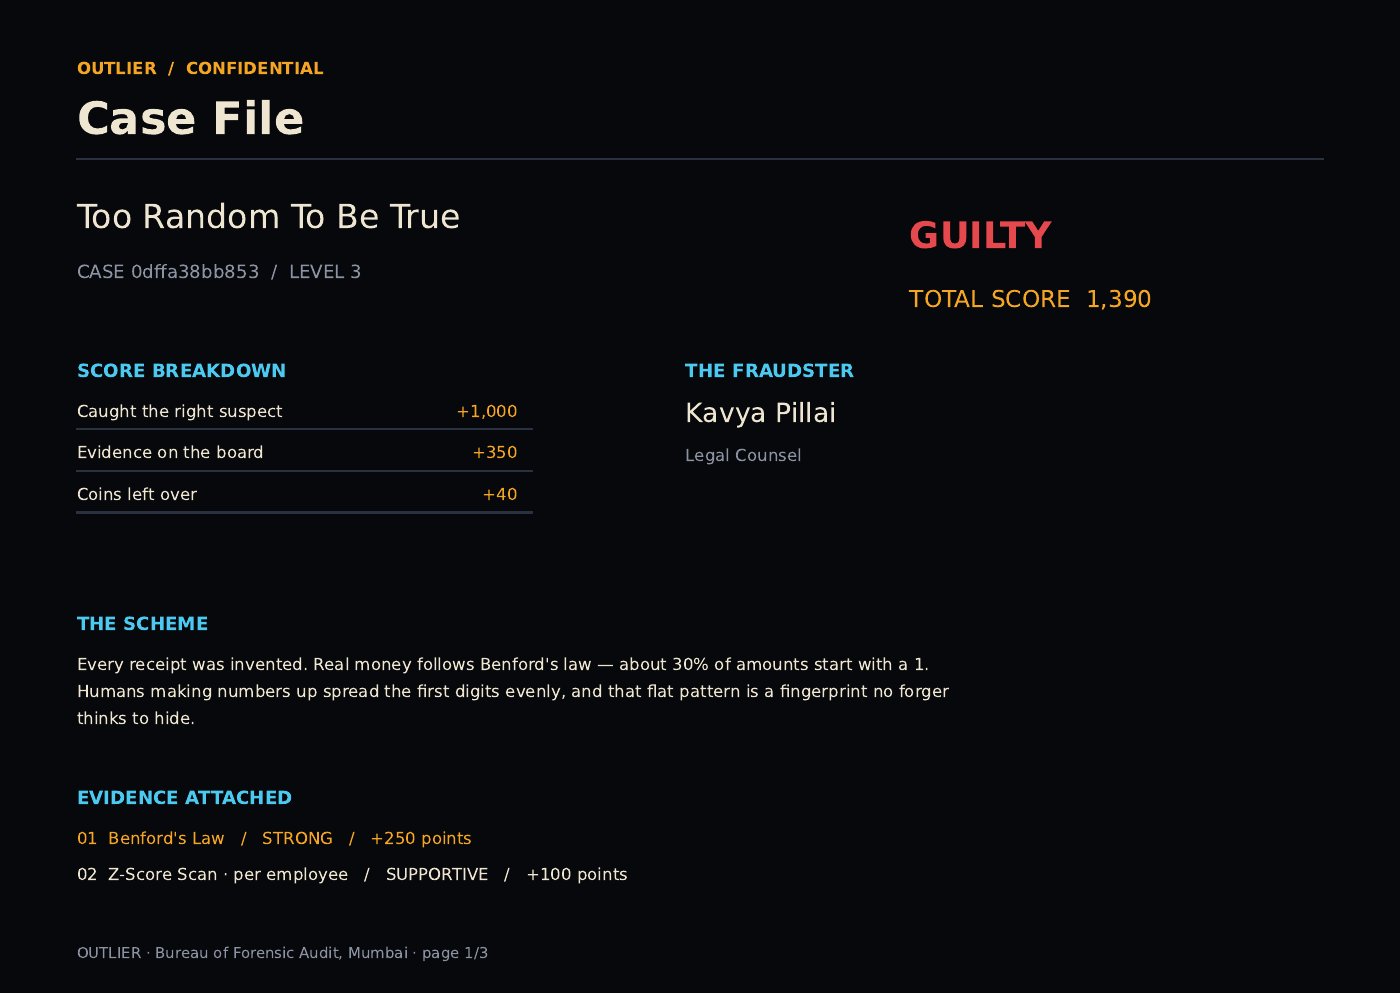 OUTLIER / CONFIDENTIAL
Case File
Too Random To Be True
CASE 0dffa38bb853 / LEVEL 3
GUILTY
TOTAL SCORE 1,390
SCORE BREAKDOWN
Caught the right suspect +1,000
Evidence on the board +350
Coins left over +40
THE FRAUDSTER
Kavya Pillai
Legal Counsel
THE SCHEME
Every receipt was invented. Real money follows Benford's law — about 30% of amounts start with a 1.
Humans making numbers up spread the first digits evenly, and that flat pattern is a fingerprint no forger
thinks to hide.
EVIDENCE ATTACHED
01 Benford's Law / STRONG / +250 points
02 Z-Score Scan · per employee / SUPPORTIVE / +100 points
OUTLIER · Bureau of Forensic Audit, Mumbai · page 1/3